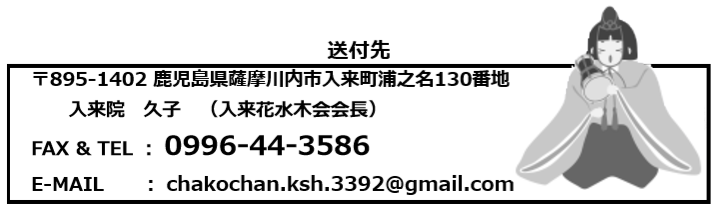 送付先
〒895-1402 鹿児島県薩摩川内市入来町浦之名130番地
入来院　久子　（入来花水木会会長）
FAX & TEL ： 0996-44-3586
E-MAIL　　： chakochan.ksh.3392@gmail.com